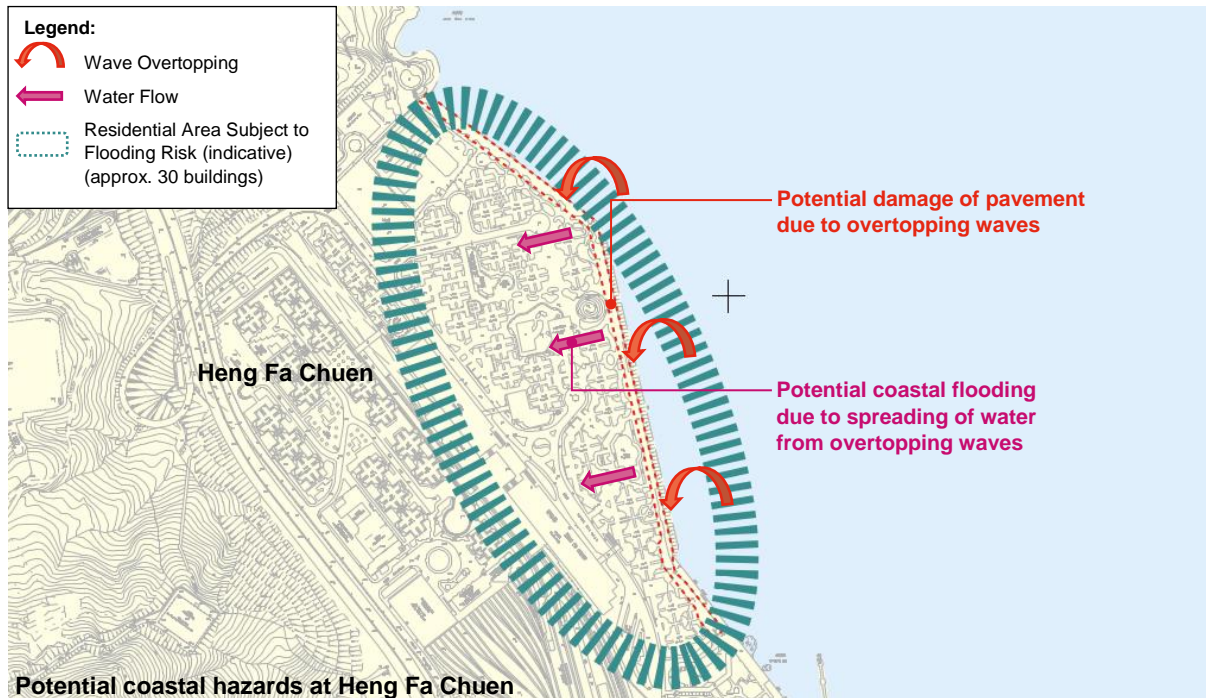 Legend:
Wave Overtopping
Water Flow
Residential Area Subject to
Flooding Risk (indicative)
(approx. 30 buildings)
Potential damage of pavement
due to overtopping waves
Heng Fa Chuen
Potential coastal flooding
due to spreading of water
from overtopping waves
Potential coastal hazards at Heng Fa Chuen